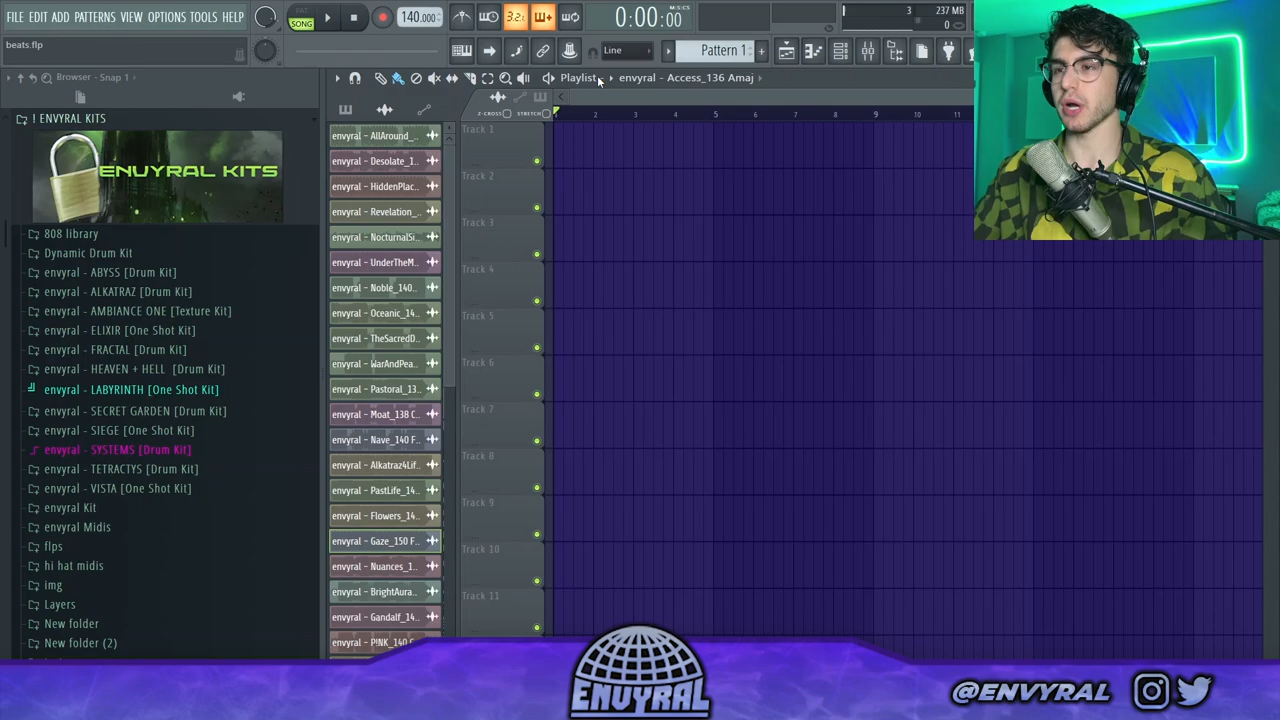 FILE EDIT ADD PATTERNS VIEW OPTIONS TOOLS HELP
PAT
SONG
140.000
3.2
0:00:00
M:S:CS
3
237 MB
0
beats.flp
Line
Pattern 1
Browser - Snap 1
Playlist envyral - Access_136 Amaj
! ENVYRAL KITS
ENVYRAL KITS
808 library
Dynamic Drum Kit
envyral - ABYSS [Drum Kit]
envyral - ALKATRAZ [Drum Kit]
envyral - AMBIANCE ONE [Texture Kit]
envyral - ELIXIR [One Shot Kit]
envyral - FRACTAL [Drum Kit]
envyral - HEAVEN + HELL [Drum Kit]
envyral - LABYRINTH [One Shot Kit]
envyral - SECRET GARDEN [Drum Kit]
envyral - SIEGE [One Shot Kit]
envyral - SYSTEMS [Drum Kit]
envyral - TETRACTYS [Drum Kit]
envyral - VISTA [One Shot Kit]
envyral Kit
envyral Midis
flps
hi hat midis
img
Layers
New folder
New folder (2)
envyral - AllAround_..
envyral - Desolate_1..
envyral - HiddenPlac..
envyral - Revelation_..
envyral - NocturnalSi..
envyral - UnderTheM..
envyral - Noble_140..
envyral - Oceanic_14..
envyral - TheSacredD..
envyral - WarAndPea..
envyral - Pastoral_13..
envyral - Moat_138 C..
envyral - Nave_140 F..
envyral - Alkatraz4Lif..
envyral - PastLife_14..
envyral - Flowers_14..
envyral - Gaze_150 F..
envyral - Nuances_1..
envyral - BrightAura..
envyral - Gandalf_14..
Z-CROSS STRETCH
2 3 4 5 6 7 8 9 10 11
Track 1
Track 2
Track 3
Track 4
Track 5
Track 6
Track 7
Track 8
Track 9
Track 10
Track 11
ENVYRAL
@ENVYRAL